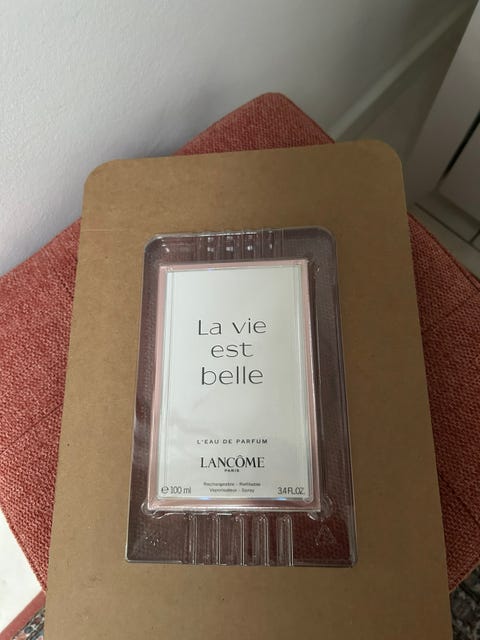 La vie
est
belle
L'EAU DE PARFUM
LANCÔME
PARIS
Rechargeable - Refillable
Vaporisateur - Spray
e 100 ml 3.4 FL.OZ.